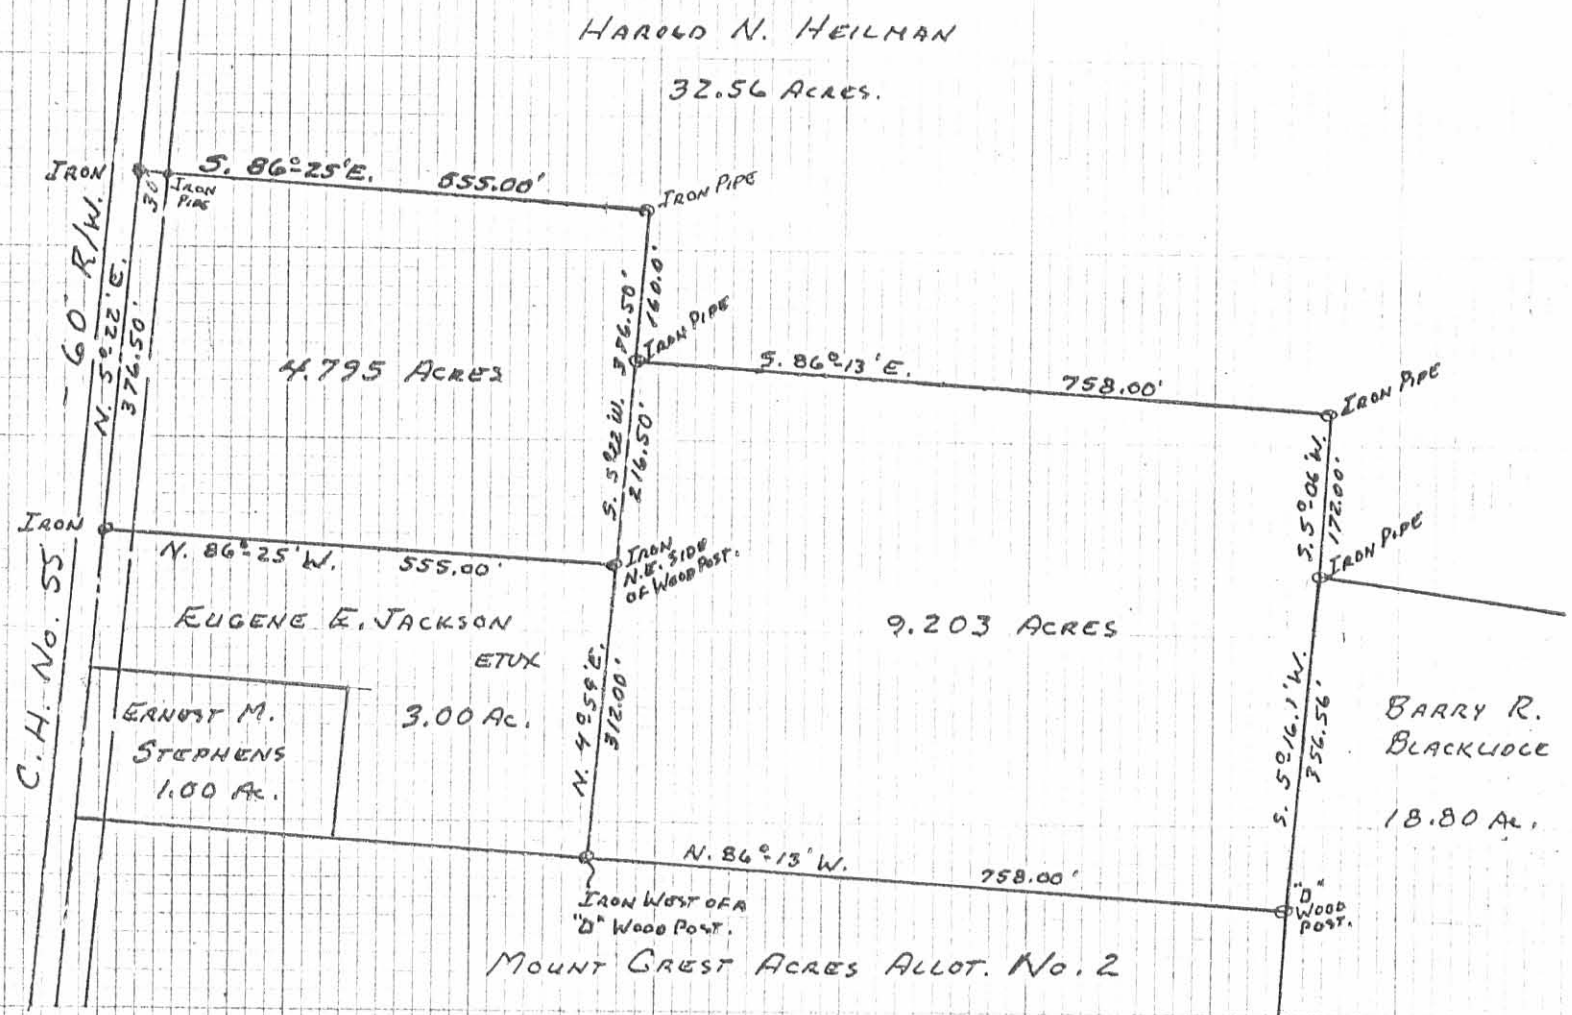 HAROLD N. HEILMAN
32.56 ACRES.
IRON
S. 86°-25'E. 555.00'
IRON PIPE
30'
IRON PIPE
- 60' R/W.
N. 5°22'E.
376.50'
376.50'
160.0'
IRON PIPE
4.795 ACRES
S. 86°-13'E. 758.00'
IRON PIPE
S. 5°22'W.
216.50'
S. 5°06'W.
172.00'
IRON PIPE
IRON
N. 86°-25'W. 555.00'
IRON
N.E. SIDE
OF WOOD POST.
C.H. No. 55
EUGENE E. JACKSON
ETUX
3.00 AC.
N. 4°59'E.
312.00'
9.203 ACRES
ERNEST M.
STEPHENS
1.00 AC.
S. 5°16.1'W.
356.56'
BARRY R.
BLACKLIDGE
18.80 AC.
N. 86°-13'W. 758.00'
IRON WEST OF A
"D" WOOD POST.
"D"
WOOD
POST.
MOUNT CREST ACRES ALLOT. No. 2